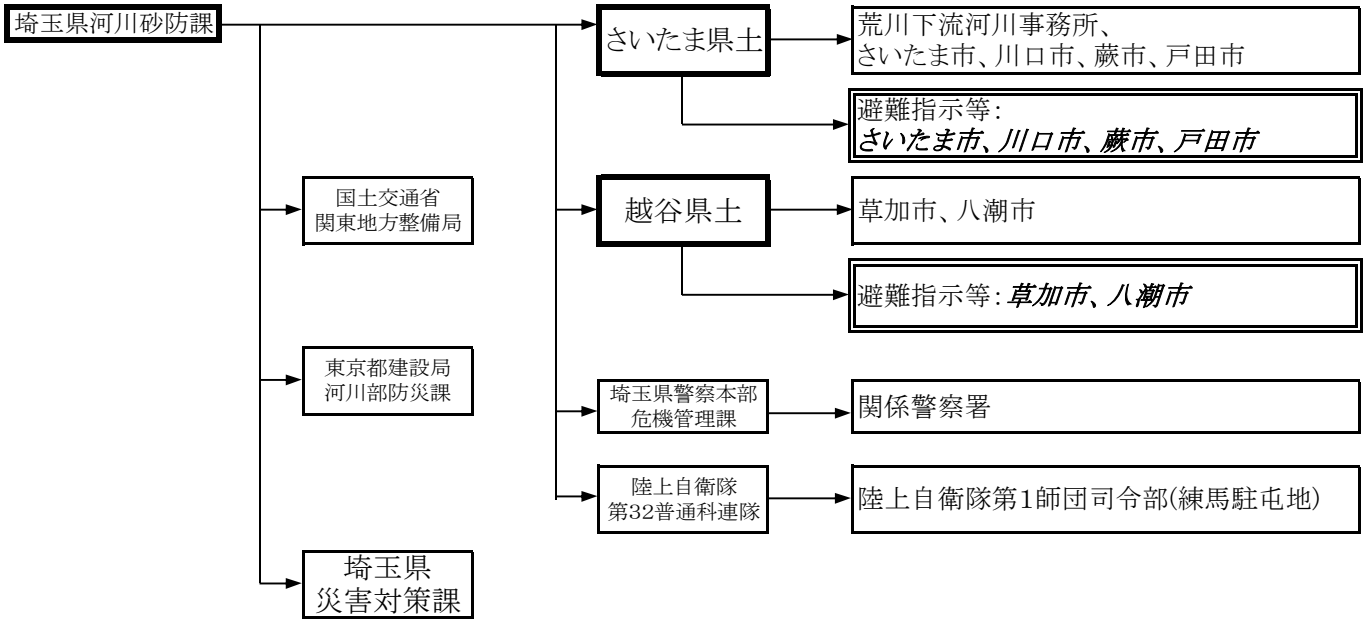 埼玉県河川砂防課
さいたま県土
荒川下流河川事務所、
さいたま市、川口市、蕨市、戸田市
避難指示等:
さいたま市、川口市、蕨市、戸田市
国土交通省
関東地方整備局
越谷県土
草加市、八潮市
避難指示等:草加市、八潮市
東京都建設局
河川部防災課
埼玉県警察本部
危機管理課
関係警察署
陸上自衛隊
第32普通科連隊
陸上自衛隊第1師団司令部(練馬駐屯地)
埼玉県
災害対策課